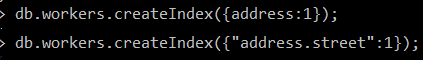 > db.workers.createIndex({address:1});
> db.workers.createIndex({"address.street":1});